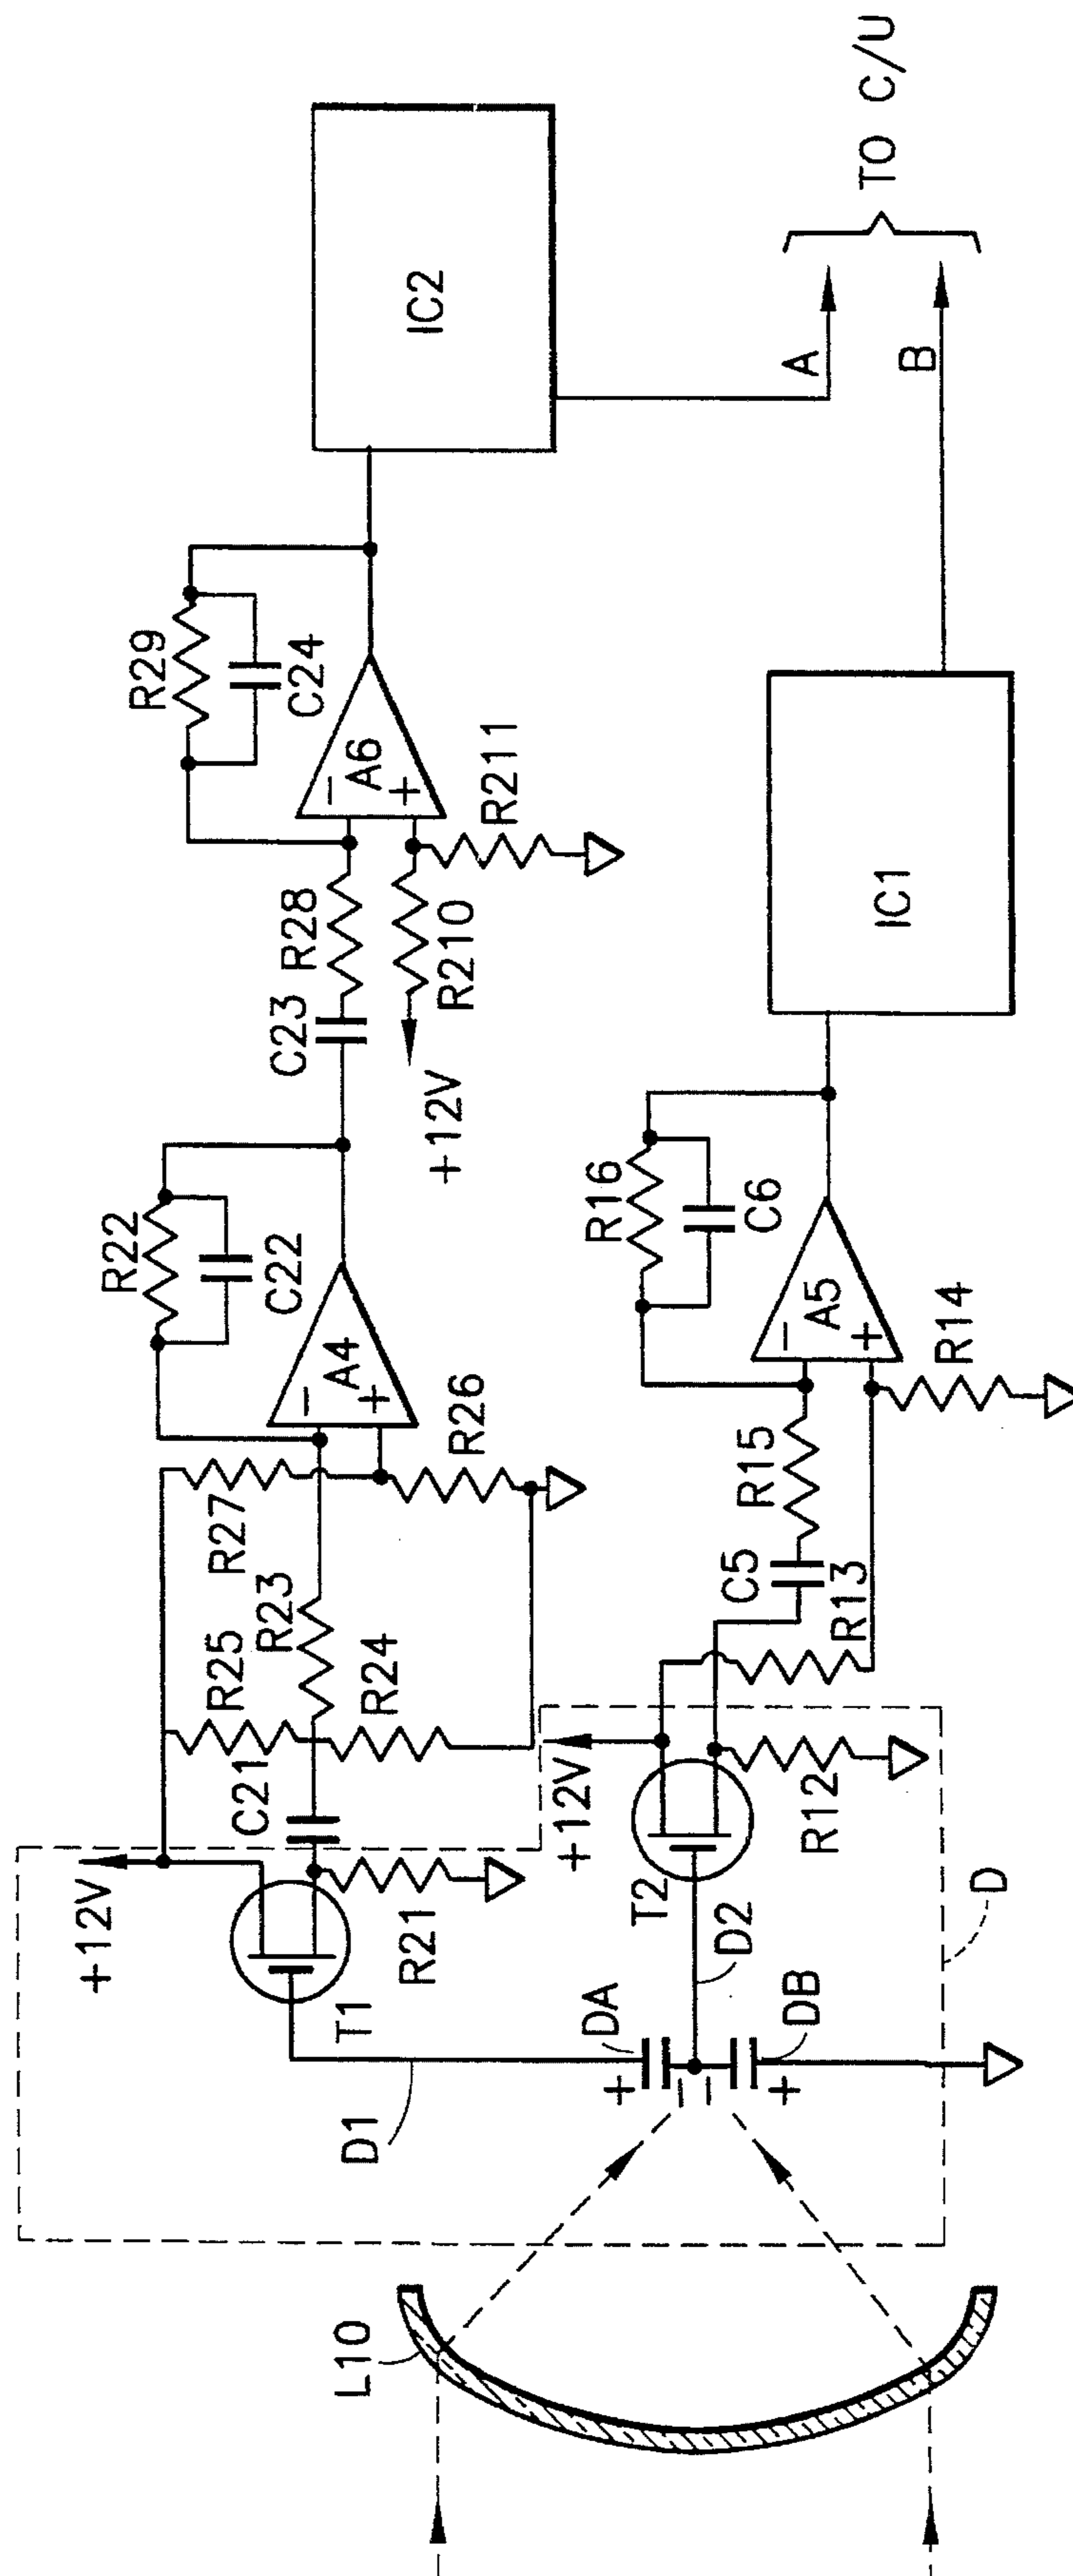 L10
D1
+12V
T1
R21
C21
R25
R23
R24
R27
R26
−
A4
+
R22
C22
C23
R28
+12V
R210
R211
−
A6
+
R29
C24
IC2
A
TO C/U
B
DA
+
−
−
+
DB
D2
T2
+12V
R12
D
R13
C5
R15
R14
−
A5
+
R16
C6
IC1